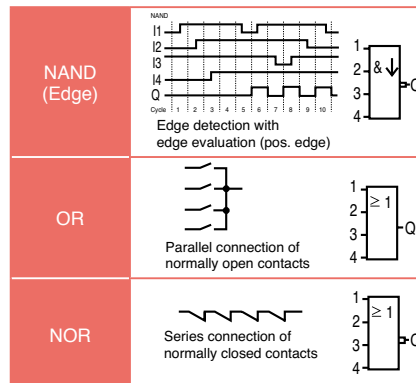 NAND
(Edge)
NAND
I1
I2
I3
I4
Q
Cycle 1 2 3 4 5 6 7 8 9 10
Edge detection with
edge evaluation (pos. edge)
1
2
3
4
& ↓
Q
OR
Parallel connection of
normally open contacts
1
2
3
4
≥ 1
Q
NOR
Series connection of
normally closed contacts
1
2
3
4
≥ 1
Q